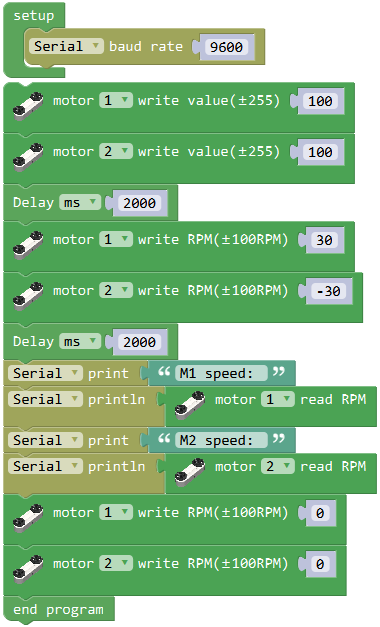 setup
Serial baud rate 9600
motor 1 write value(±255) 100
motor 2 write value(±255) 100
Delay ms 2000
motor 1 write RPM(±100RPM) 30
motor 2 write RPM(±100RPM) -30
Delay ms 2000
Serial print “ M1 speed: ”
Serial println motor 1 read RPM
Serial print “ M2 speed: ”
Serial println motor 2 read RPM
motor 1 write RPM(±100RPM) 0
motor 2 write RPM(±100RPM) 0
end program